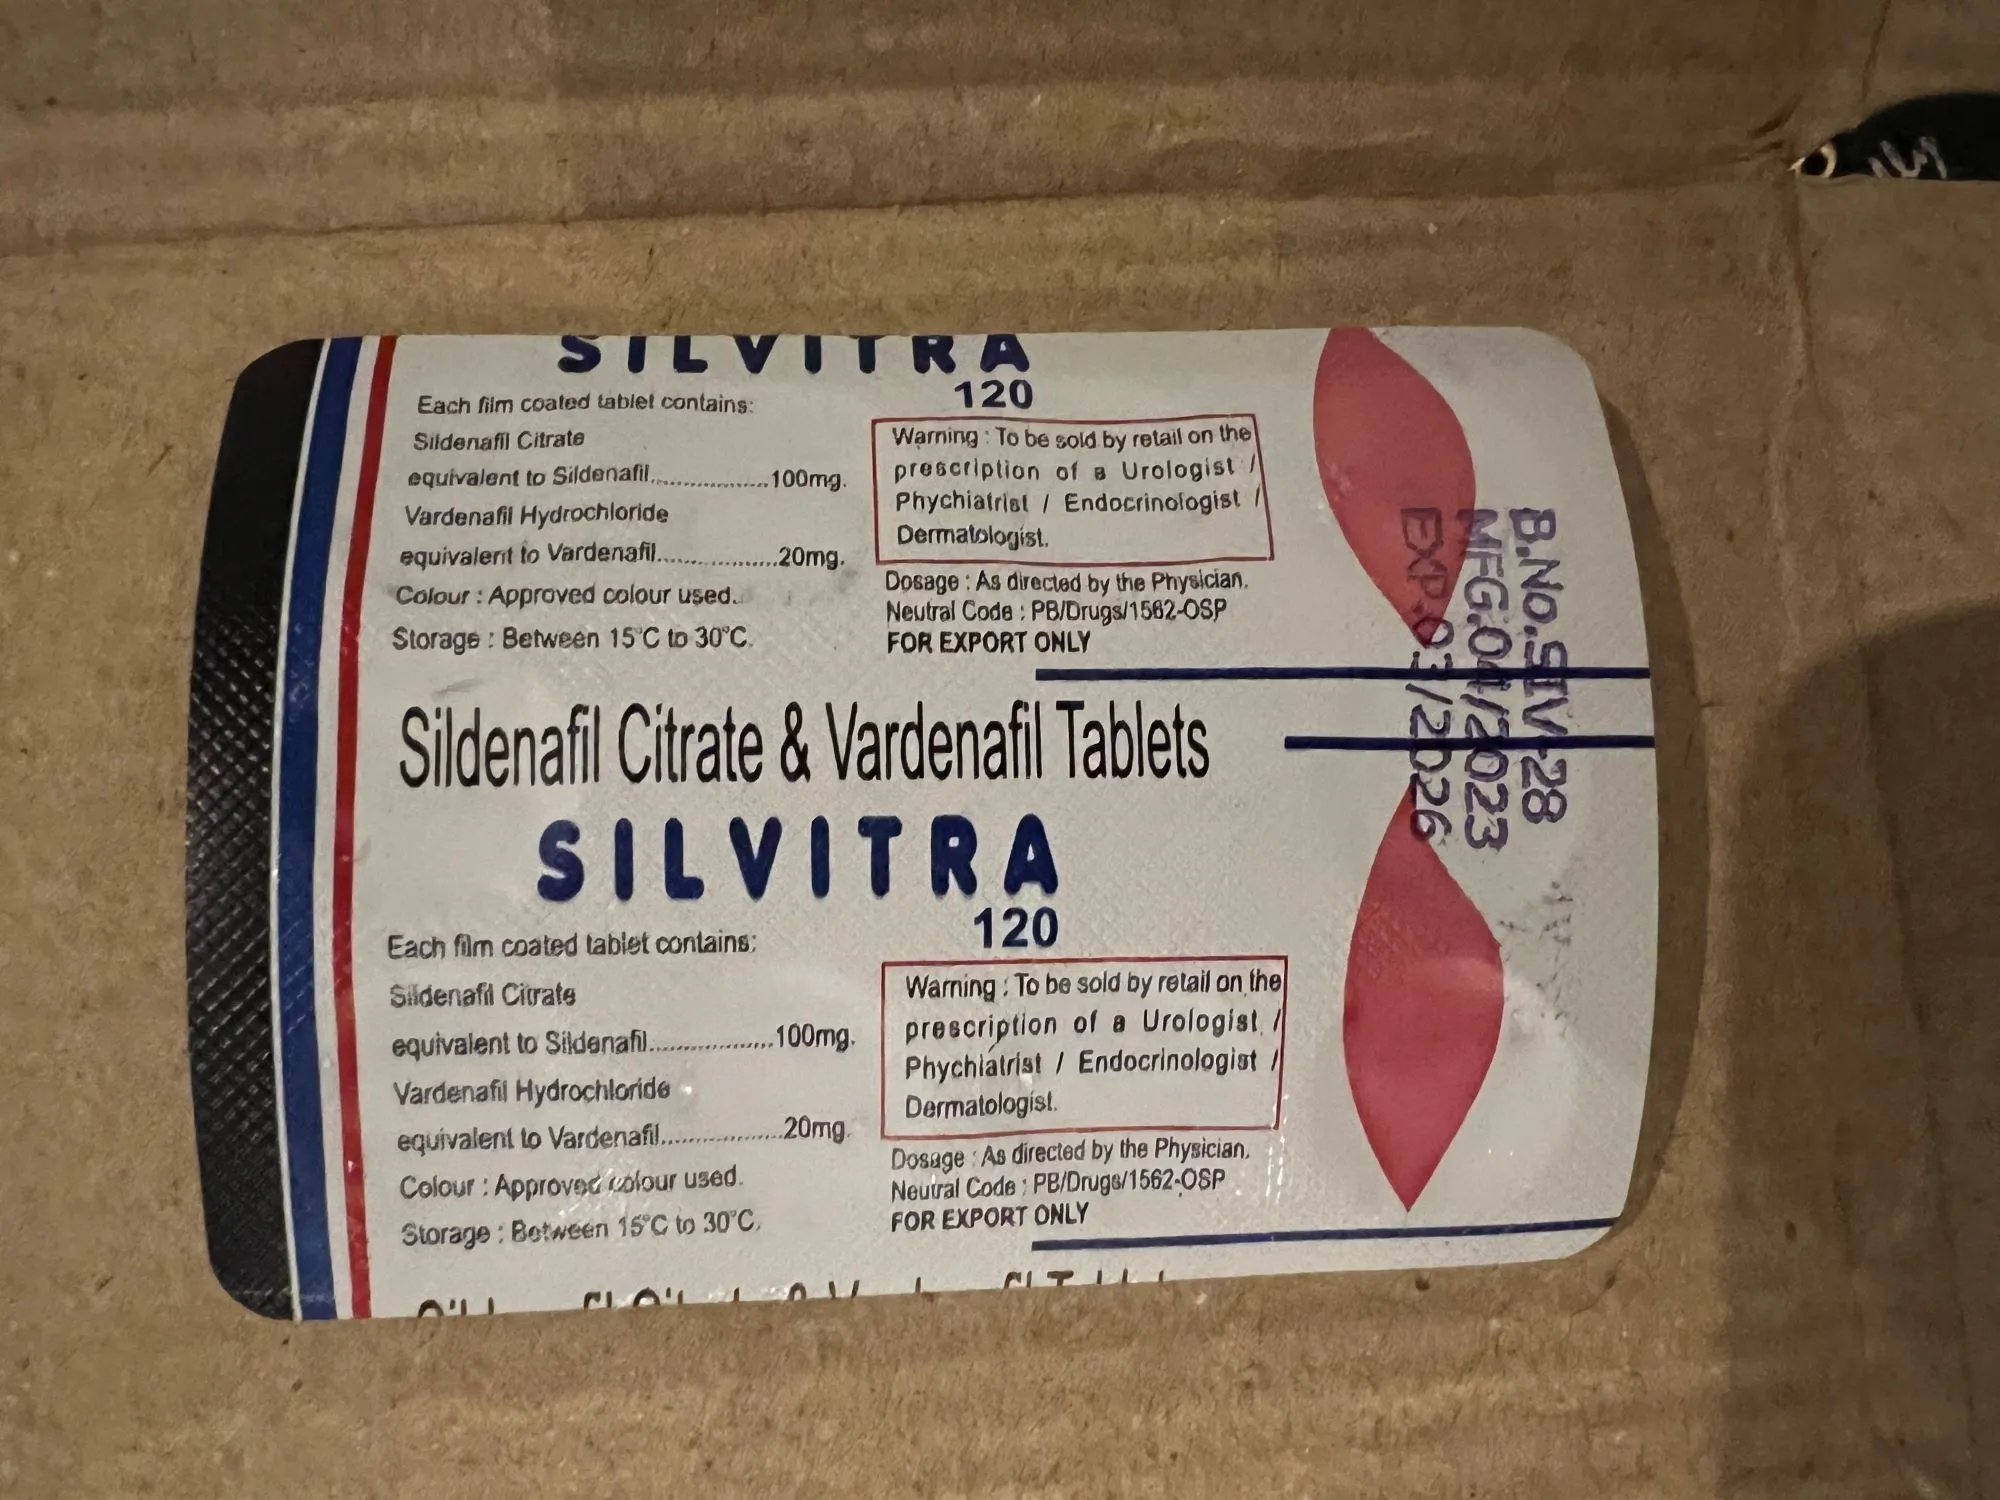 SILVITRA
120
Each film coated tablet contains:
Sildenafil Citrate
equivalent to Sildenafil..................100mg.
Vardenafil Hydrochloride
equivalent to Vardenafil...................20mg.
Colour : Approved colour used.
Storage : Between 15°C to 30°C.
Warning : To be sold by retail on the
prescription of a Urologist /
Phychiatrist / Endocrinologist /
Dermatologist.
Dosage : As directed by the Physician.
Neutral Code : PB/Drugs/1562-OSP
FOR EXPORT ONLY
Sildenafil Citrate & Vardenafil Tablets
SILVITRA
120
Each film coated tablet contains:
Sildenafil Citrate
equivalent to Sildenafil...................100mg.
Vardenafil Hydrochloride
equivalent to Vardenafil...................20mg.
Colour : Approved colour used.
Storage : Between 15°C to 30°C.
Warning : To be sold by retail on the
prescription of a Urologist /
Phychiatrist / Endocrinologist /
Dermatologist.
Dosage : As directed by the Physician.
Neutral Code : PB/Drugs/1562-OSP
FOR EXPORT ONLY
MFG.04/2023
EXP.03/2026